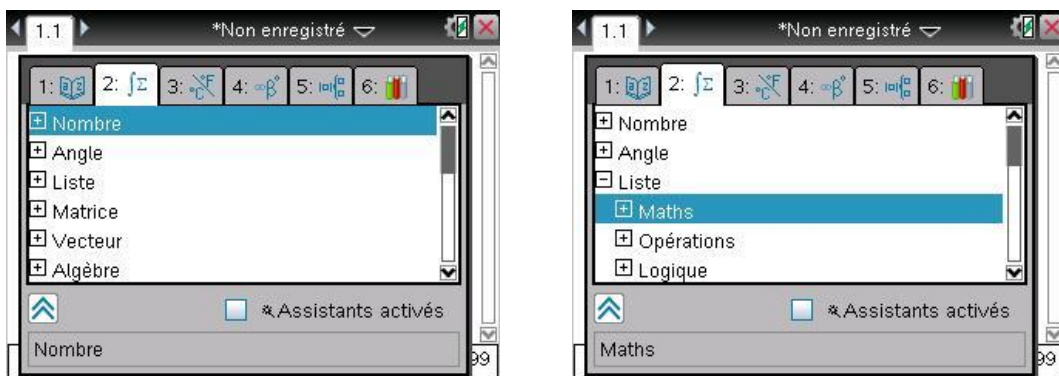 1.1 *Non enregistré
1: 2: ∫Σ 3: °C°F 4: ∞β° 5: 6:
Nombre
Angle
Liste
Matrice
Vecteur
Algèbre
Assistants activés
Nombre
99
1.1 *Non enregistré
1: 2: ∫Σ 3: °C°F 4: ∞β° 5: 6:
Nombre
Angle
Liste
Maths
Opérations
Logique
Assistants activés
Maths
99